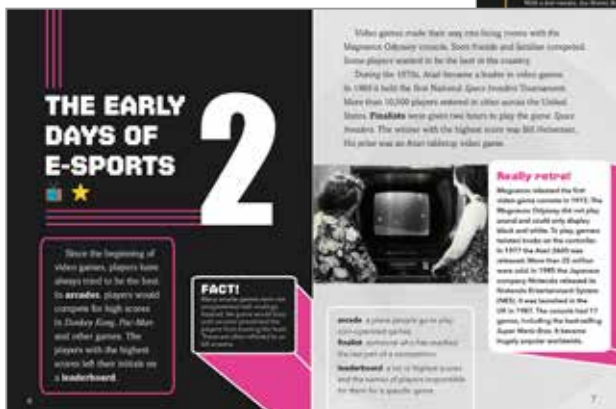 THE EARLY
DAYS OF
E-SPORTS
2
Since the beginning of
video games, players have
always tried to be the best.
In arcades, players would
compete for high scores
in Donkey Kong, Pac-Man
and other games. The
players with the highest
scores left their initials on
a leaderboard.
FACT!
6
Video games made their way into living rooms with the
Magnavox Odyssey console. Soon friends and families competed.
Some players wanted to be the best in the country.
During the 1970s, Atari became a leader in video games.
it held the first National Space Invaders Tournament.
More than 10,000 players entered in cities across the United
States. Finalists were given two hours to play the game Space
Invaders. The winner with the highest score was Bill
His prize was an Atari tabletop video game.
Really retro!
Magnavox released the first
video game console in 1972. The
Magnavox Odyssey did not play
sound and could only display
black and white. To play, gamers
twisted knobs on the controller.
In 1977 the Atari 2600 was
released. More than 25 million
were sold. In 1985 the Japanese
company Nintendo released its
Nintendo Entertainment System
(NES). It was launched in the
UK in 1987. The console had 17
games, including the best-selling
Super Mario Bros. It became
hugely popular worldwide.
arcade a place people go to play
coin-operated games
finalist someone who has reached
the last part of a competition
leaderboard a list of highest scores
and the names of players responsible
for them for a specific game
7